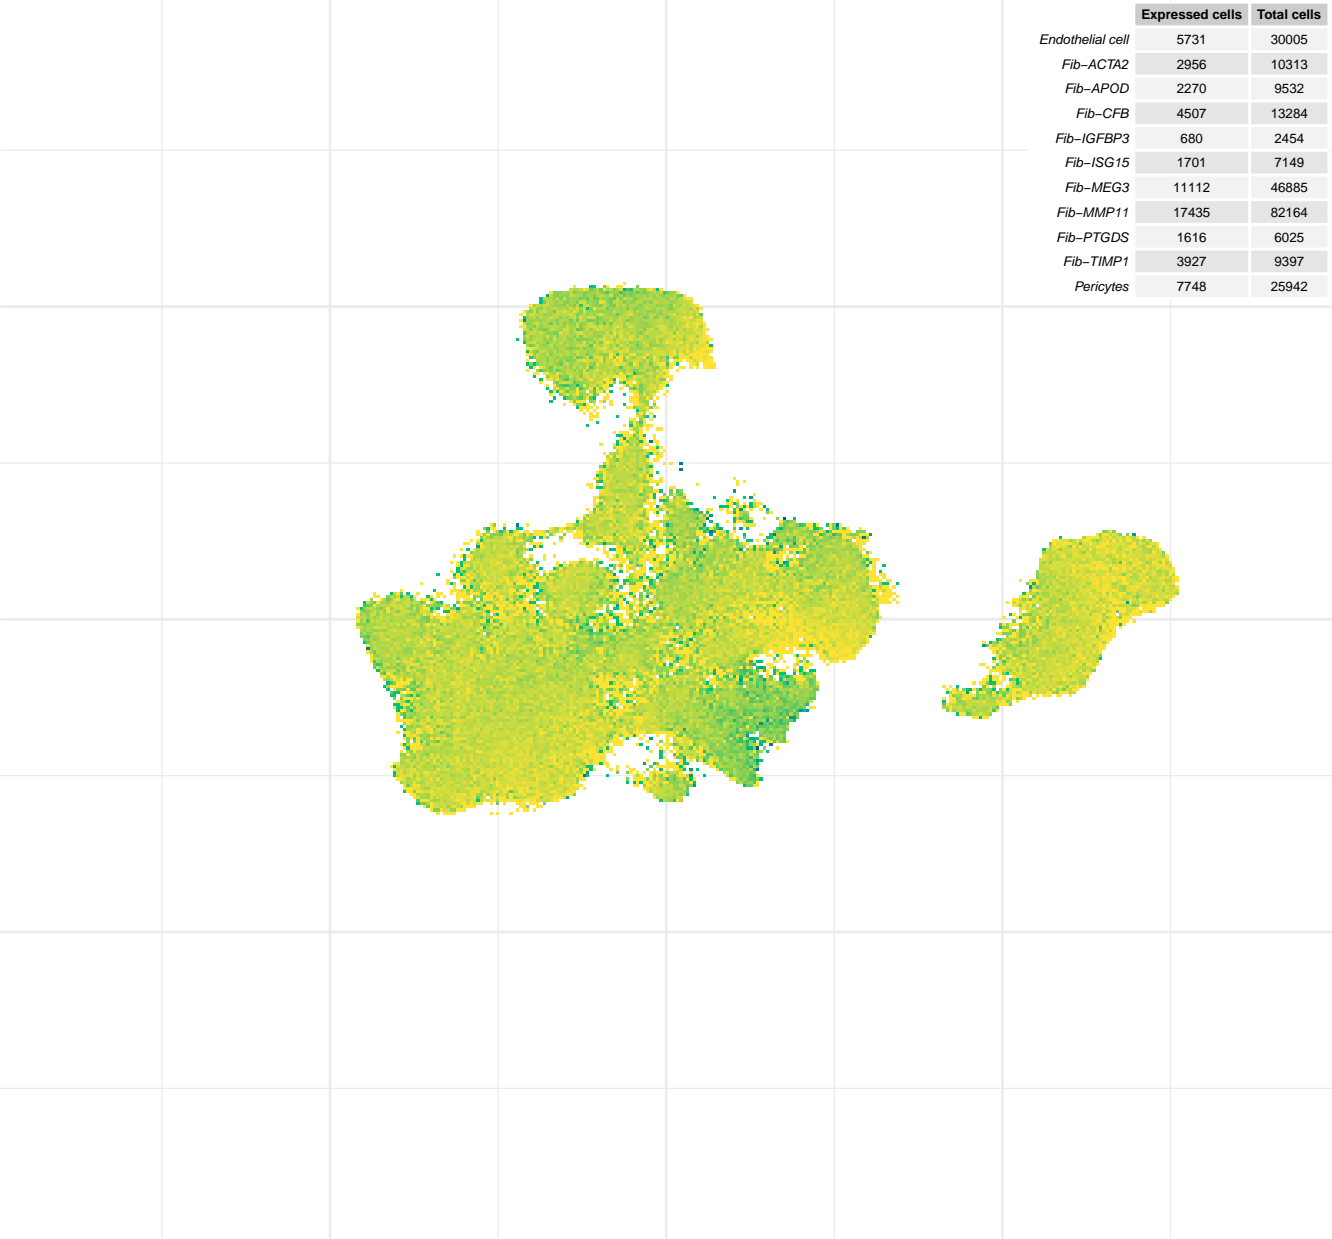 Expressed cells Total cells
Endothelial cell 5731 30005
Fib−ACTA2 2956 10313
Fib−APOD 2270 9532
Fib−CFB 4507 13284
Fib−IGFBP3 680 2454
Fib−ISG15 1701 7149
Fib−MEG3 11112 46885
Fib−MMP11 17435 82164
Fib−PTGDS 1616 6025
Fib−TIMP1 3927 9397
Pericytes 7748 25942